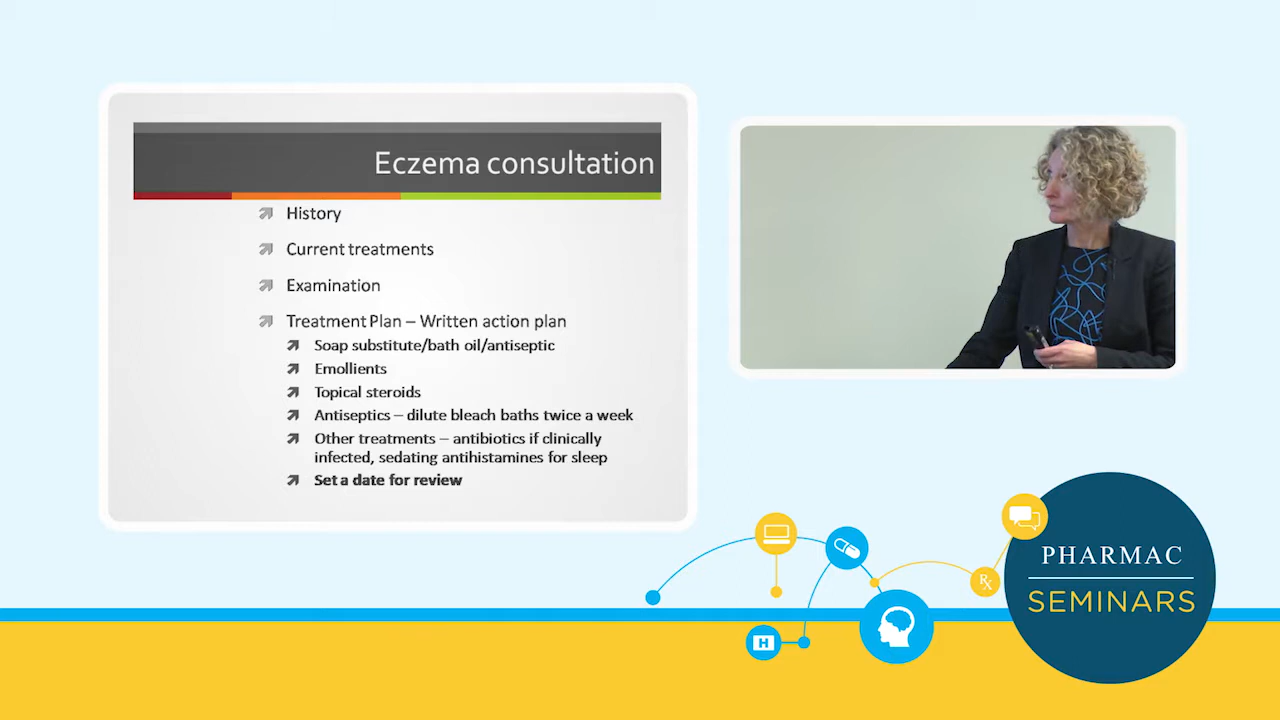 Eczema consultation
History
Current treatments
Examination
Treatment Plan – Written action plan
Soap substitute/bath oil/antiseptic
Emollients
Topical steroids
Antiseptics – dilute bleach baths twice a week
Other treatments – antibiotics if clinically
infected, sedating antihistamines for sleep
Set a date for review
PHARMAC
SEMINARS
Rx
H